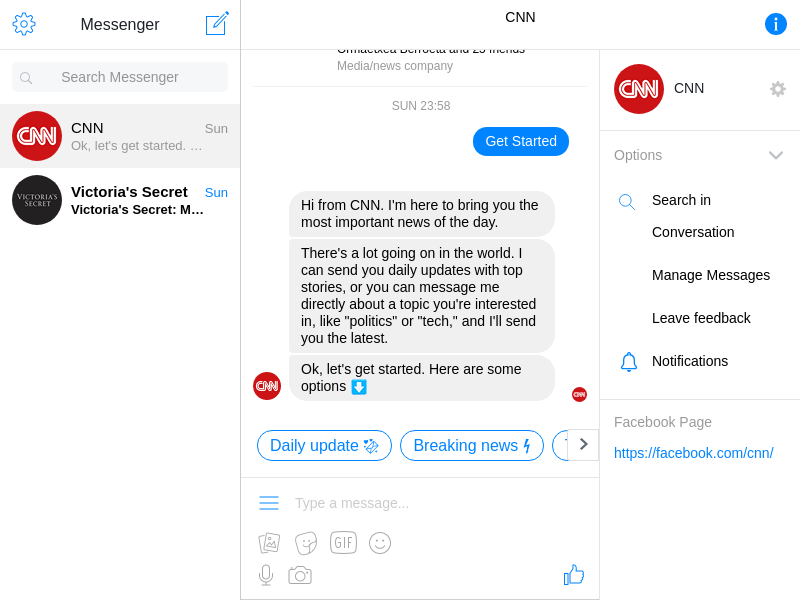 Messenger
Search Messenger
CNN
Sun
Ok, let's get started. …
Victoria's Secret
Sun
Victoria's Secret: M…
VICTORIA'S
SECRET
CNN
Media/news company
SUN 23:58
Get Started
Hi from CNN. I'm here to bring you the
most important news of the day.
There's a lot going on in the world. I
can send you daily updates with top
stories, or you can message me
directly about a topic you're interested
in, like "politics" or "tech," and I'll send
you the latest.
Ok, let's get started. Here are some
options
CNN
CNN
Daily update
Breaking news
Type a message...
GIF
CNN
CNN
Options
Search in
Conversation
Manage Messages
Leave feedback
Notifications
Facebook Page
https://facebook.com/cnn/